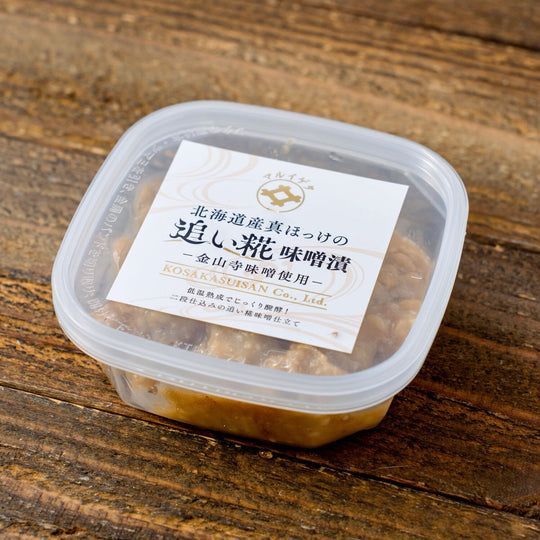 マルイゲタ
北海道産真ほっけの
追い糀味噌漬
−金山寺味噌使用−
KOSAKASUISAN Co., Ltd.
低温熟成でじっくり醗酵！
二段仕込みの追い糀味噌仕立て